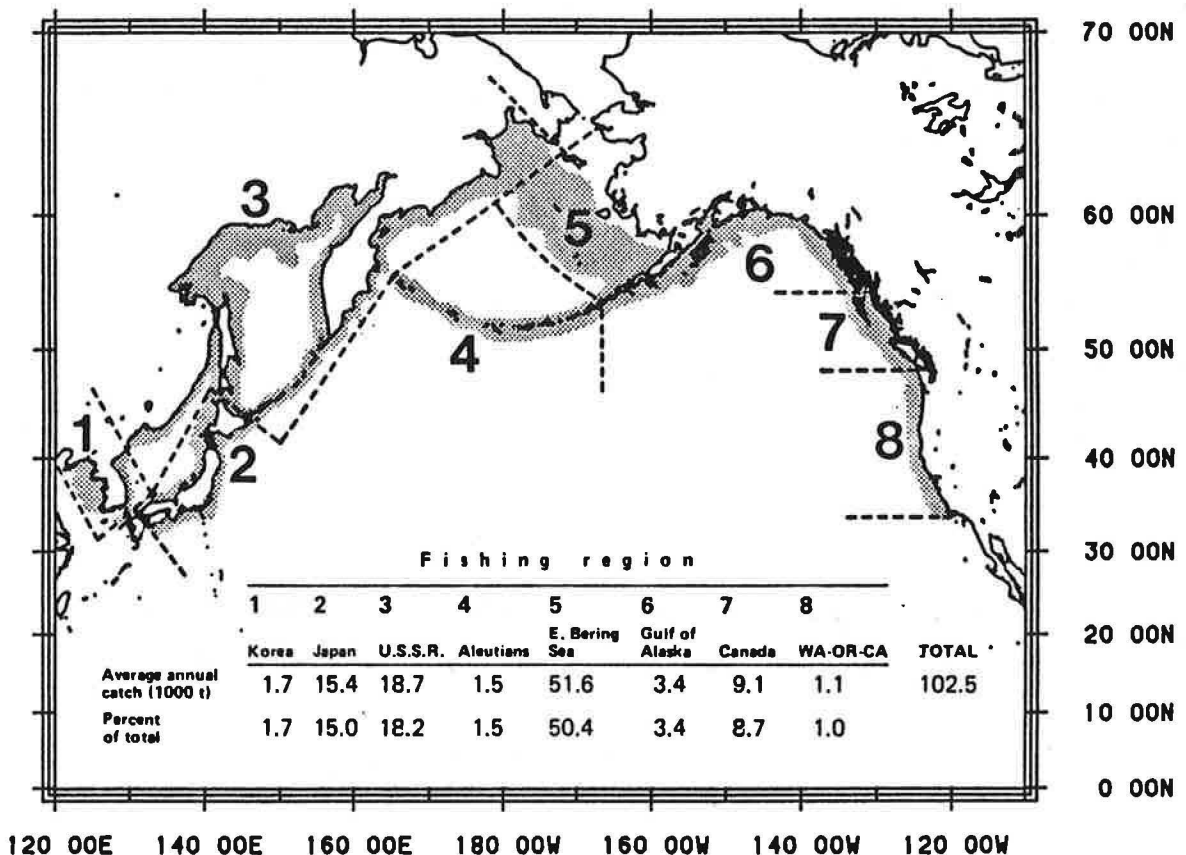 70 00N
3
60 00N
5
6
7
4
50 00N
1
8
2
40 00N
30 00N
Fishing region
1 2 3 4 5 6 7 8
20 00N
Korea Japan U.S.S.R. Aleutians E. Bering Sea Gulf of Alaska Canada WA-OR-CA TOTAL
Average annual
catch (1000 t) 1.7 15.4 18.7 1.5 51.6 3.4 9.1 1.1 102.5
10 00N
Percent
of total 1.7 15.0 18.2 1.5 50.4 3.4 8.7 1.0
0 00N
120 00E 140 00E 160 00E 180 00W 160 00W 140 00W 120 00W